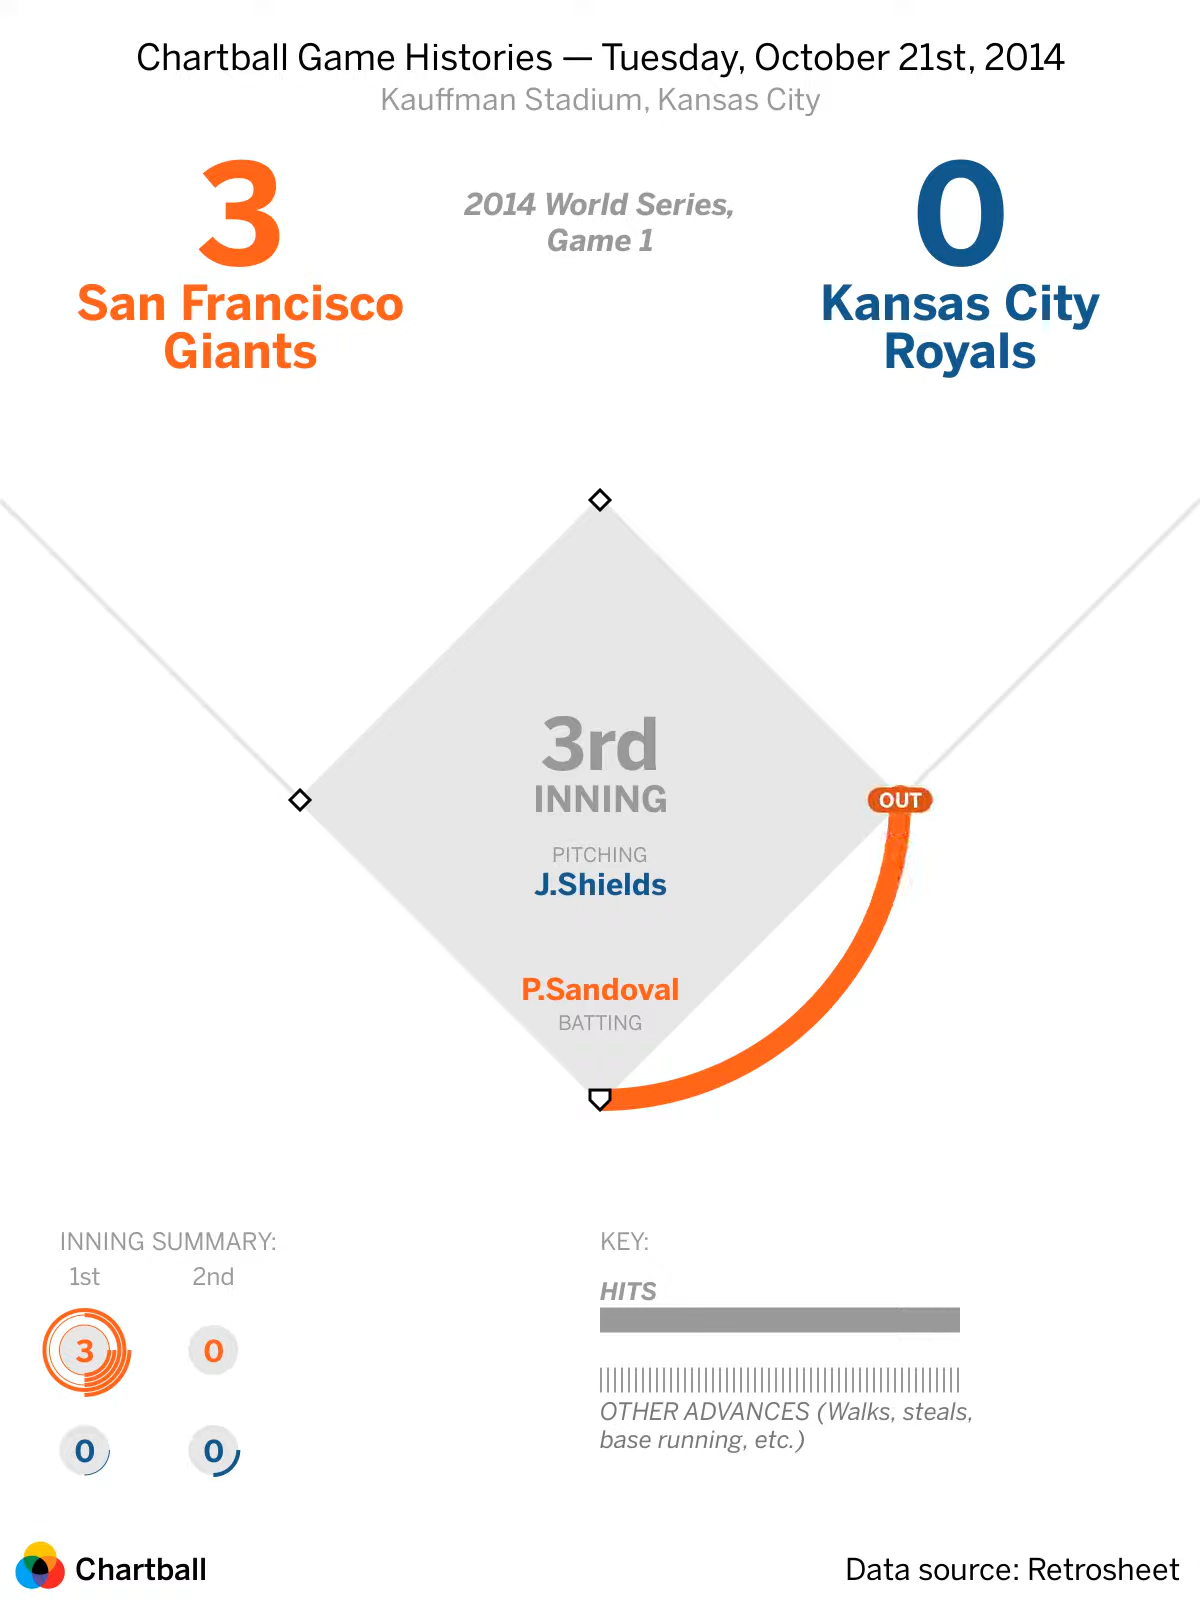 Chartball Game Histories — Tuesday, October 21st, 2014
Kauffman Stadium, Kansas City
3
San Francisco
Giants
2014 World Series,
Game 1
0
Kansas City
Royals
3rd
INNING
PITCHING
J.Shields
OUT
P.Sandoval
BATTING
INNING SUMMARY:
1st 2nd
3 0
0 0
KEY:
HITS
OTHER ADVANCES (Walks, steals,
base running, etc.)
Chartball
Data source: Retrosheet